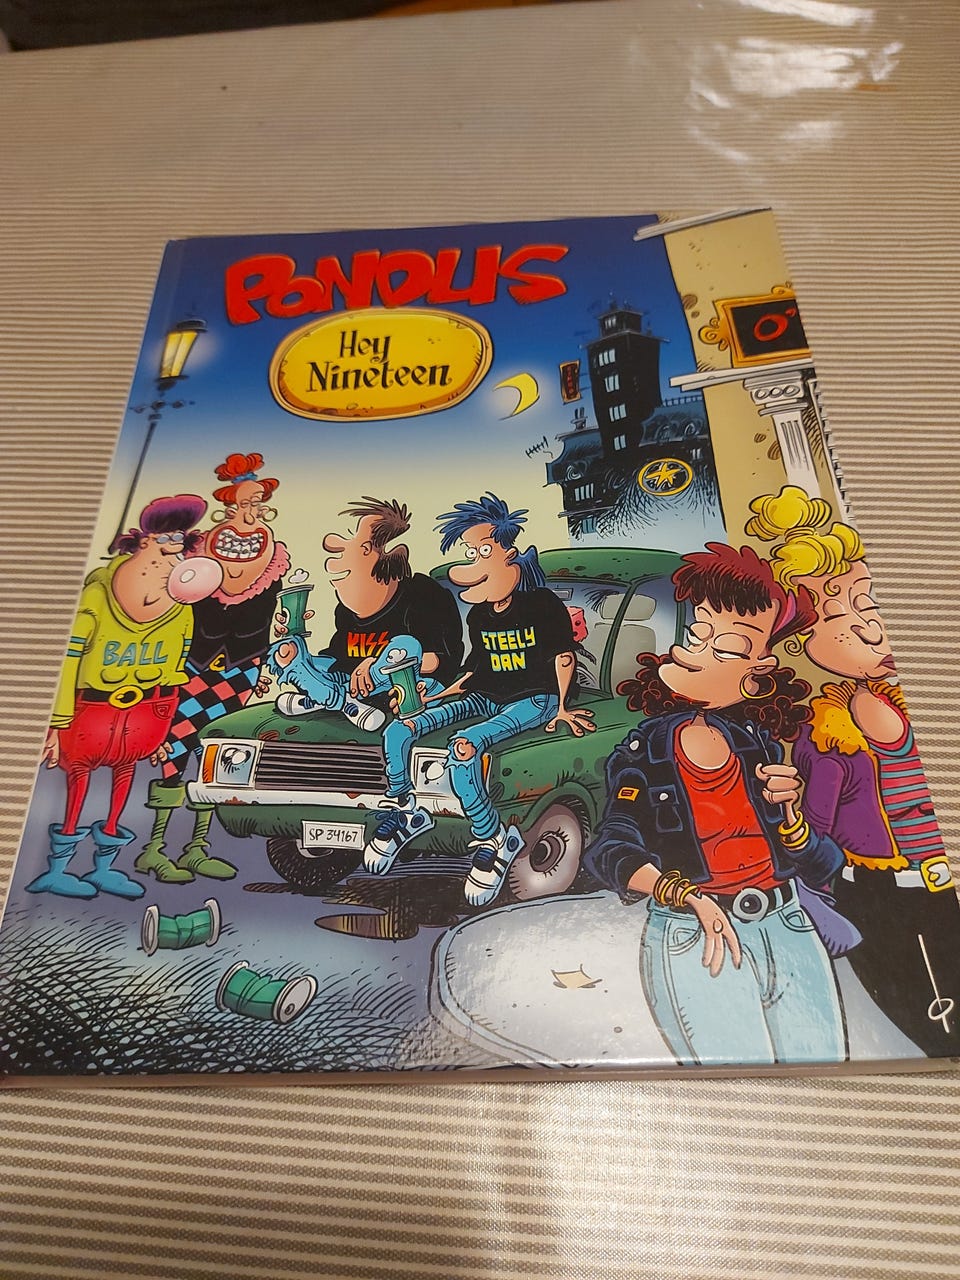 PONDUS
Hey
Nineteen
O'
BALL
KISS
STEELY
DAN
SP 34167